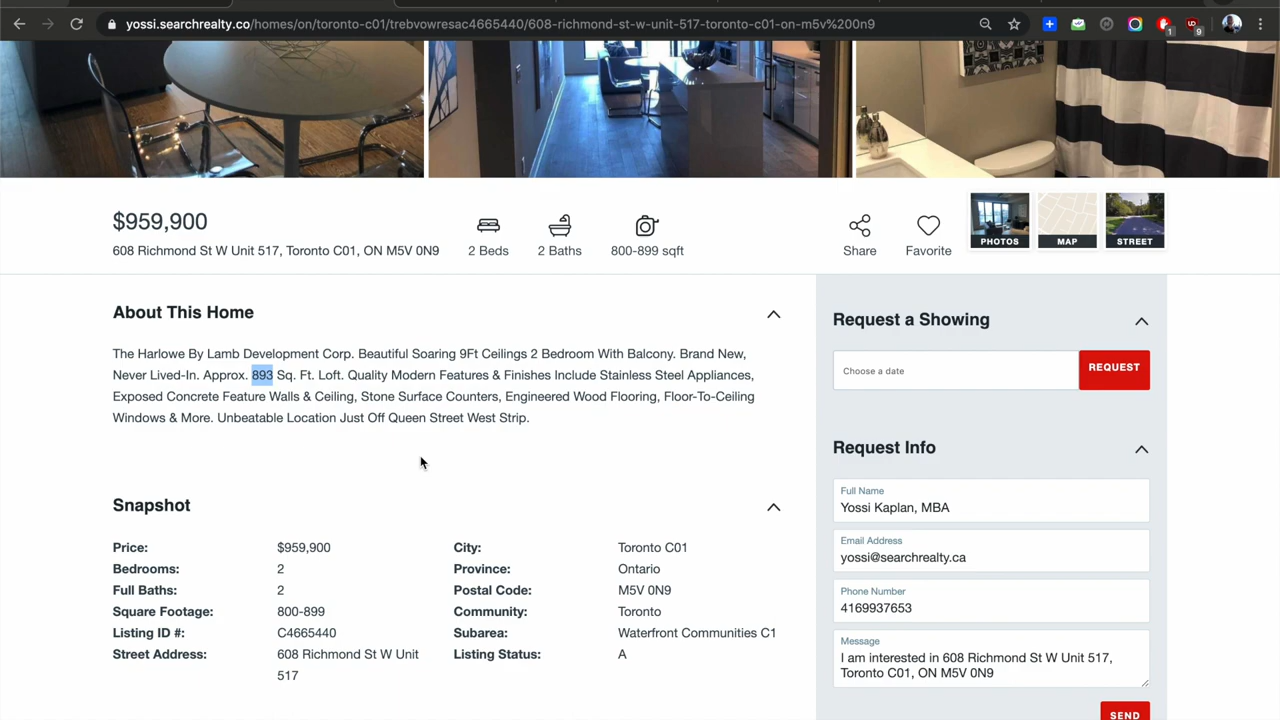 yossi.searchrealty.co/homes/on/toronto-c01/trebvowresac4665440/608-richmond-st-w-unit-517-toronto-c01-on-m5v%200n9
1
9
$959,900
608 Richmond St W Unit 517, Toronto C01, ON M5V 0N9
2 Beds
2 Baths
800-899 sqft
Share
Favorite
PHOTOS
MAP
STREET
About This Home
The Harlowe By Lamb Development Corp. Beautiful Soaring 9Ft Ceilings 2 Bedroom With Balcony. Brand New,
Never Lived-In. Approx. 893 Sq. Ft. Loft. Quality Modern Features & Finishes Include Stainless Steel Appliances,
Exposed Concrete Feature Walls & Ceiling, Stone Surface Counters, Engineered Wood Flooring, Floor-To-Ceiling
Windows & More. Unbeatable Location Just Off Queen Street West Strip.
Snapshot
Price: $959,900 City: Toronto C01
Bedrooms: 2 Province: Ontario
Full Baths: 2 Postal Code: M5V 0N9
Square Footage: 800-899 Community: Toronto
Listing ID #: C4665440 Subarea: Waterfront Communities C1
Street Address: 608 Richmond St W Unit Listing Status: A
517
Request a Showing
Choose a date
REQUEST
Request Info
Full Name
Yossi Kaplan, MBA
Email Address
yossi@searchrealty.ca
Phone Number
4169937653
Message
I am interested in 608 Richmond St W Unit 517,
Toronto C01, ON M5V 0N9
SEND